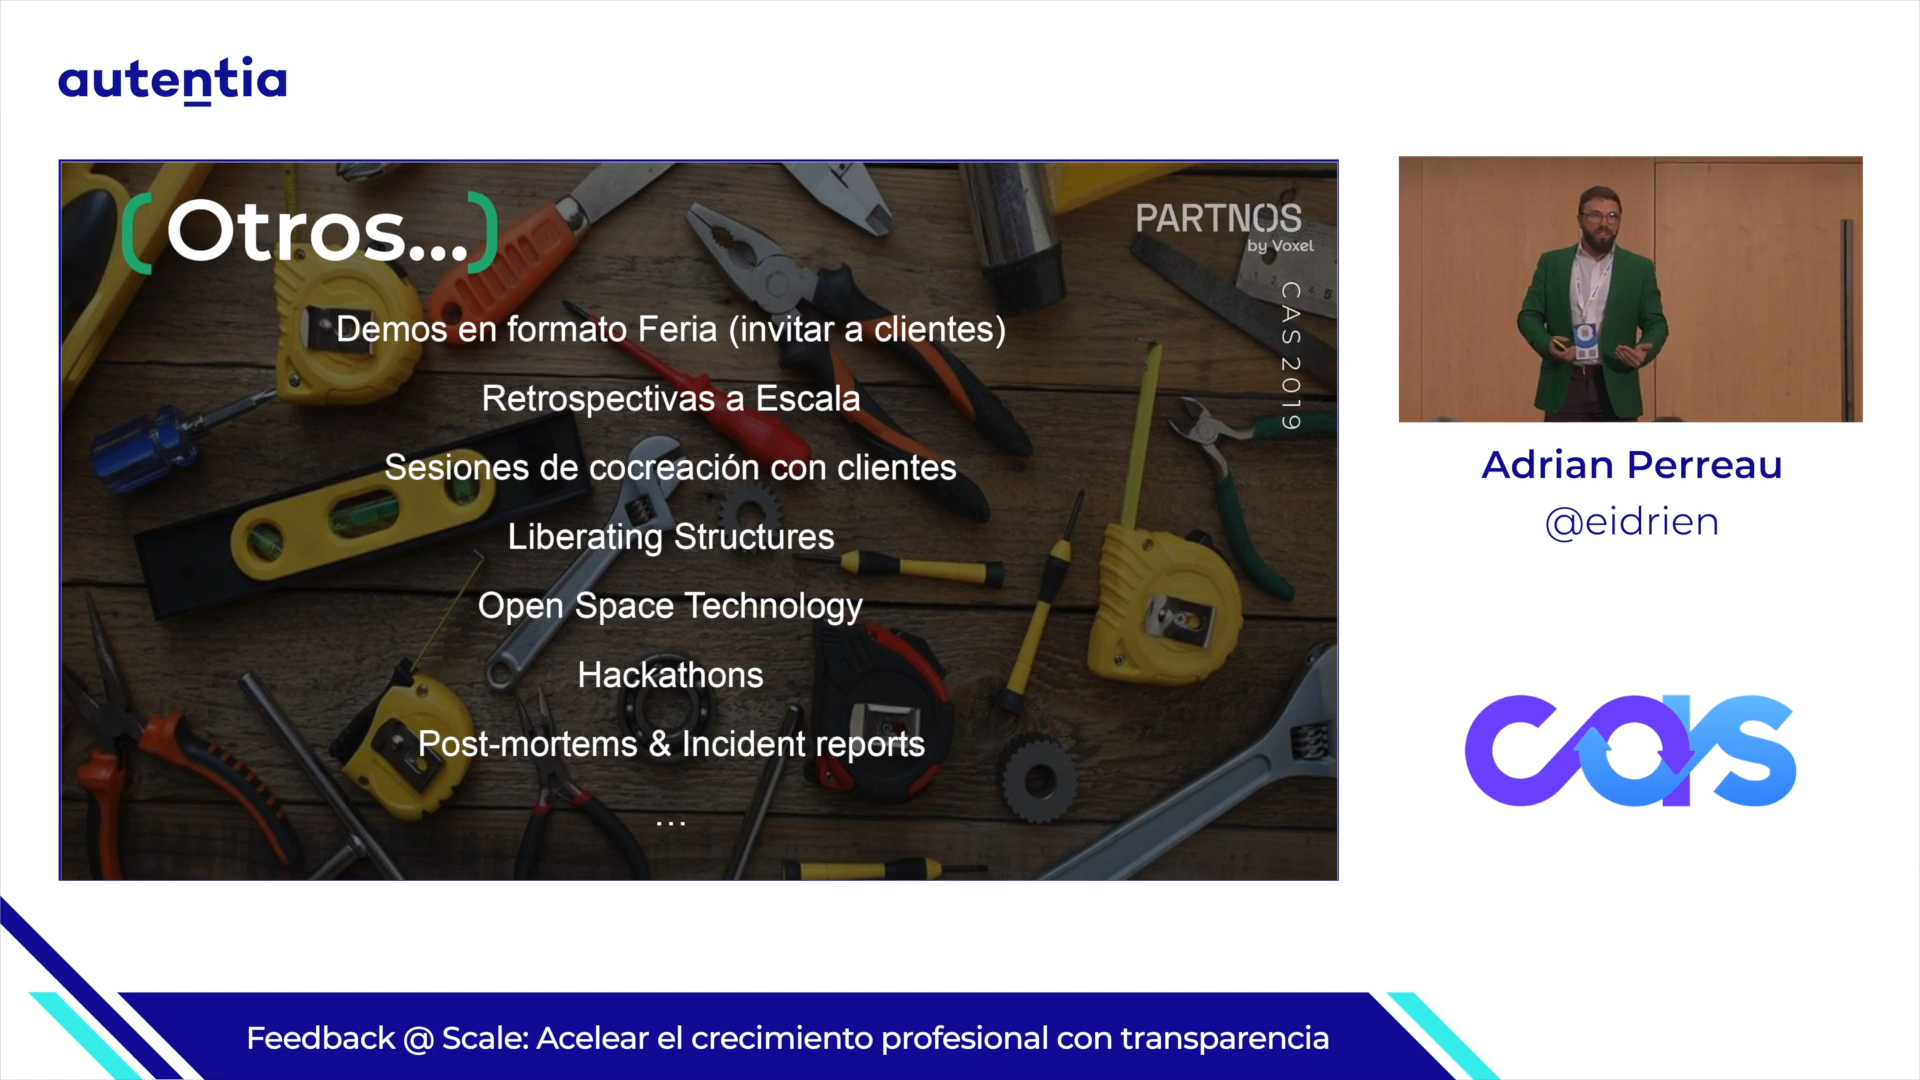 autentia
(Otros...)
PARTNOS
by Voxel
CAS 2019
Demos en formato Feria (invitar a clientes)
Retrospectivas a Escala
Sesiones de cocreación con clientes
Liberating Structures
Open Space Technology
Hackathons
Post-mortems & Incident reports
...
Adrian Perreau
@eidrien
cas
Feedback @ Scale: Acelear el crecimiento profesional con transparencia